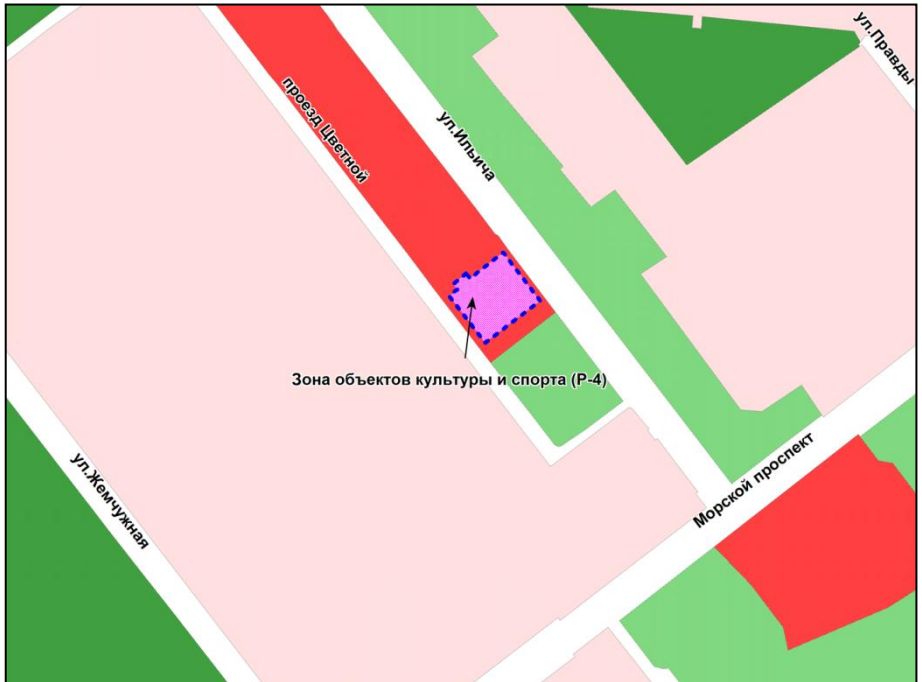 ул.Правды
проезд Цветной
ул.Ильича
Зона объектов культуры и спорта (Р-4)
ул.Жемчужная
Морской проспект